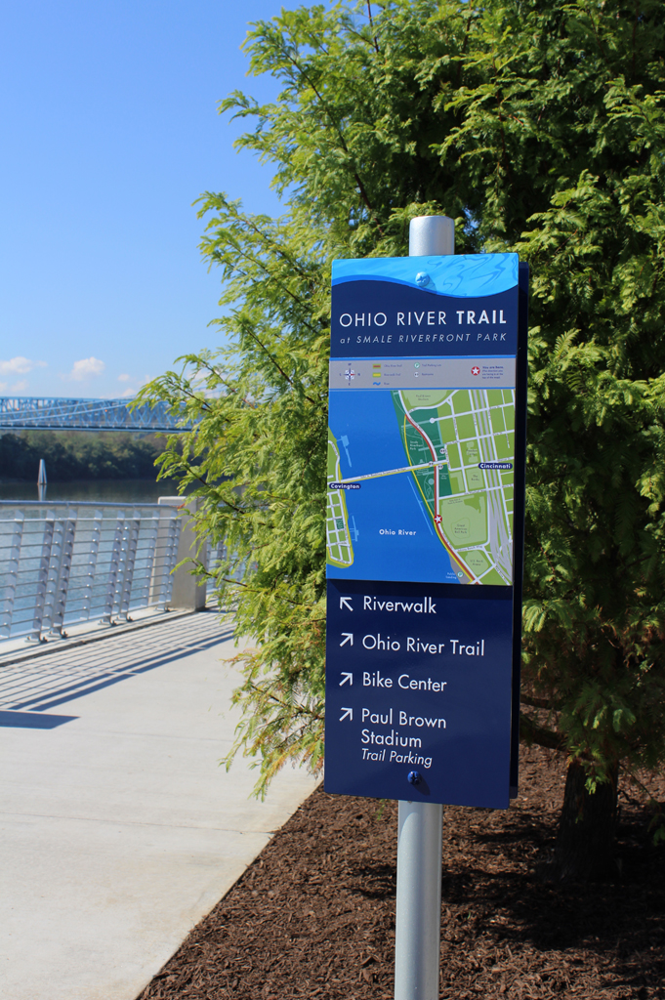 OHIO RIVER TRAIL
at SMALE RIVERFRONT PARK
Covington
Cincinnati
Ohio River
Riverwalk
Ohio River Trail
Bike Center
Paul Brown
Stadium
Trail Parking